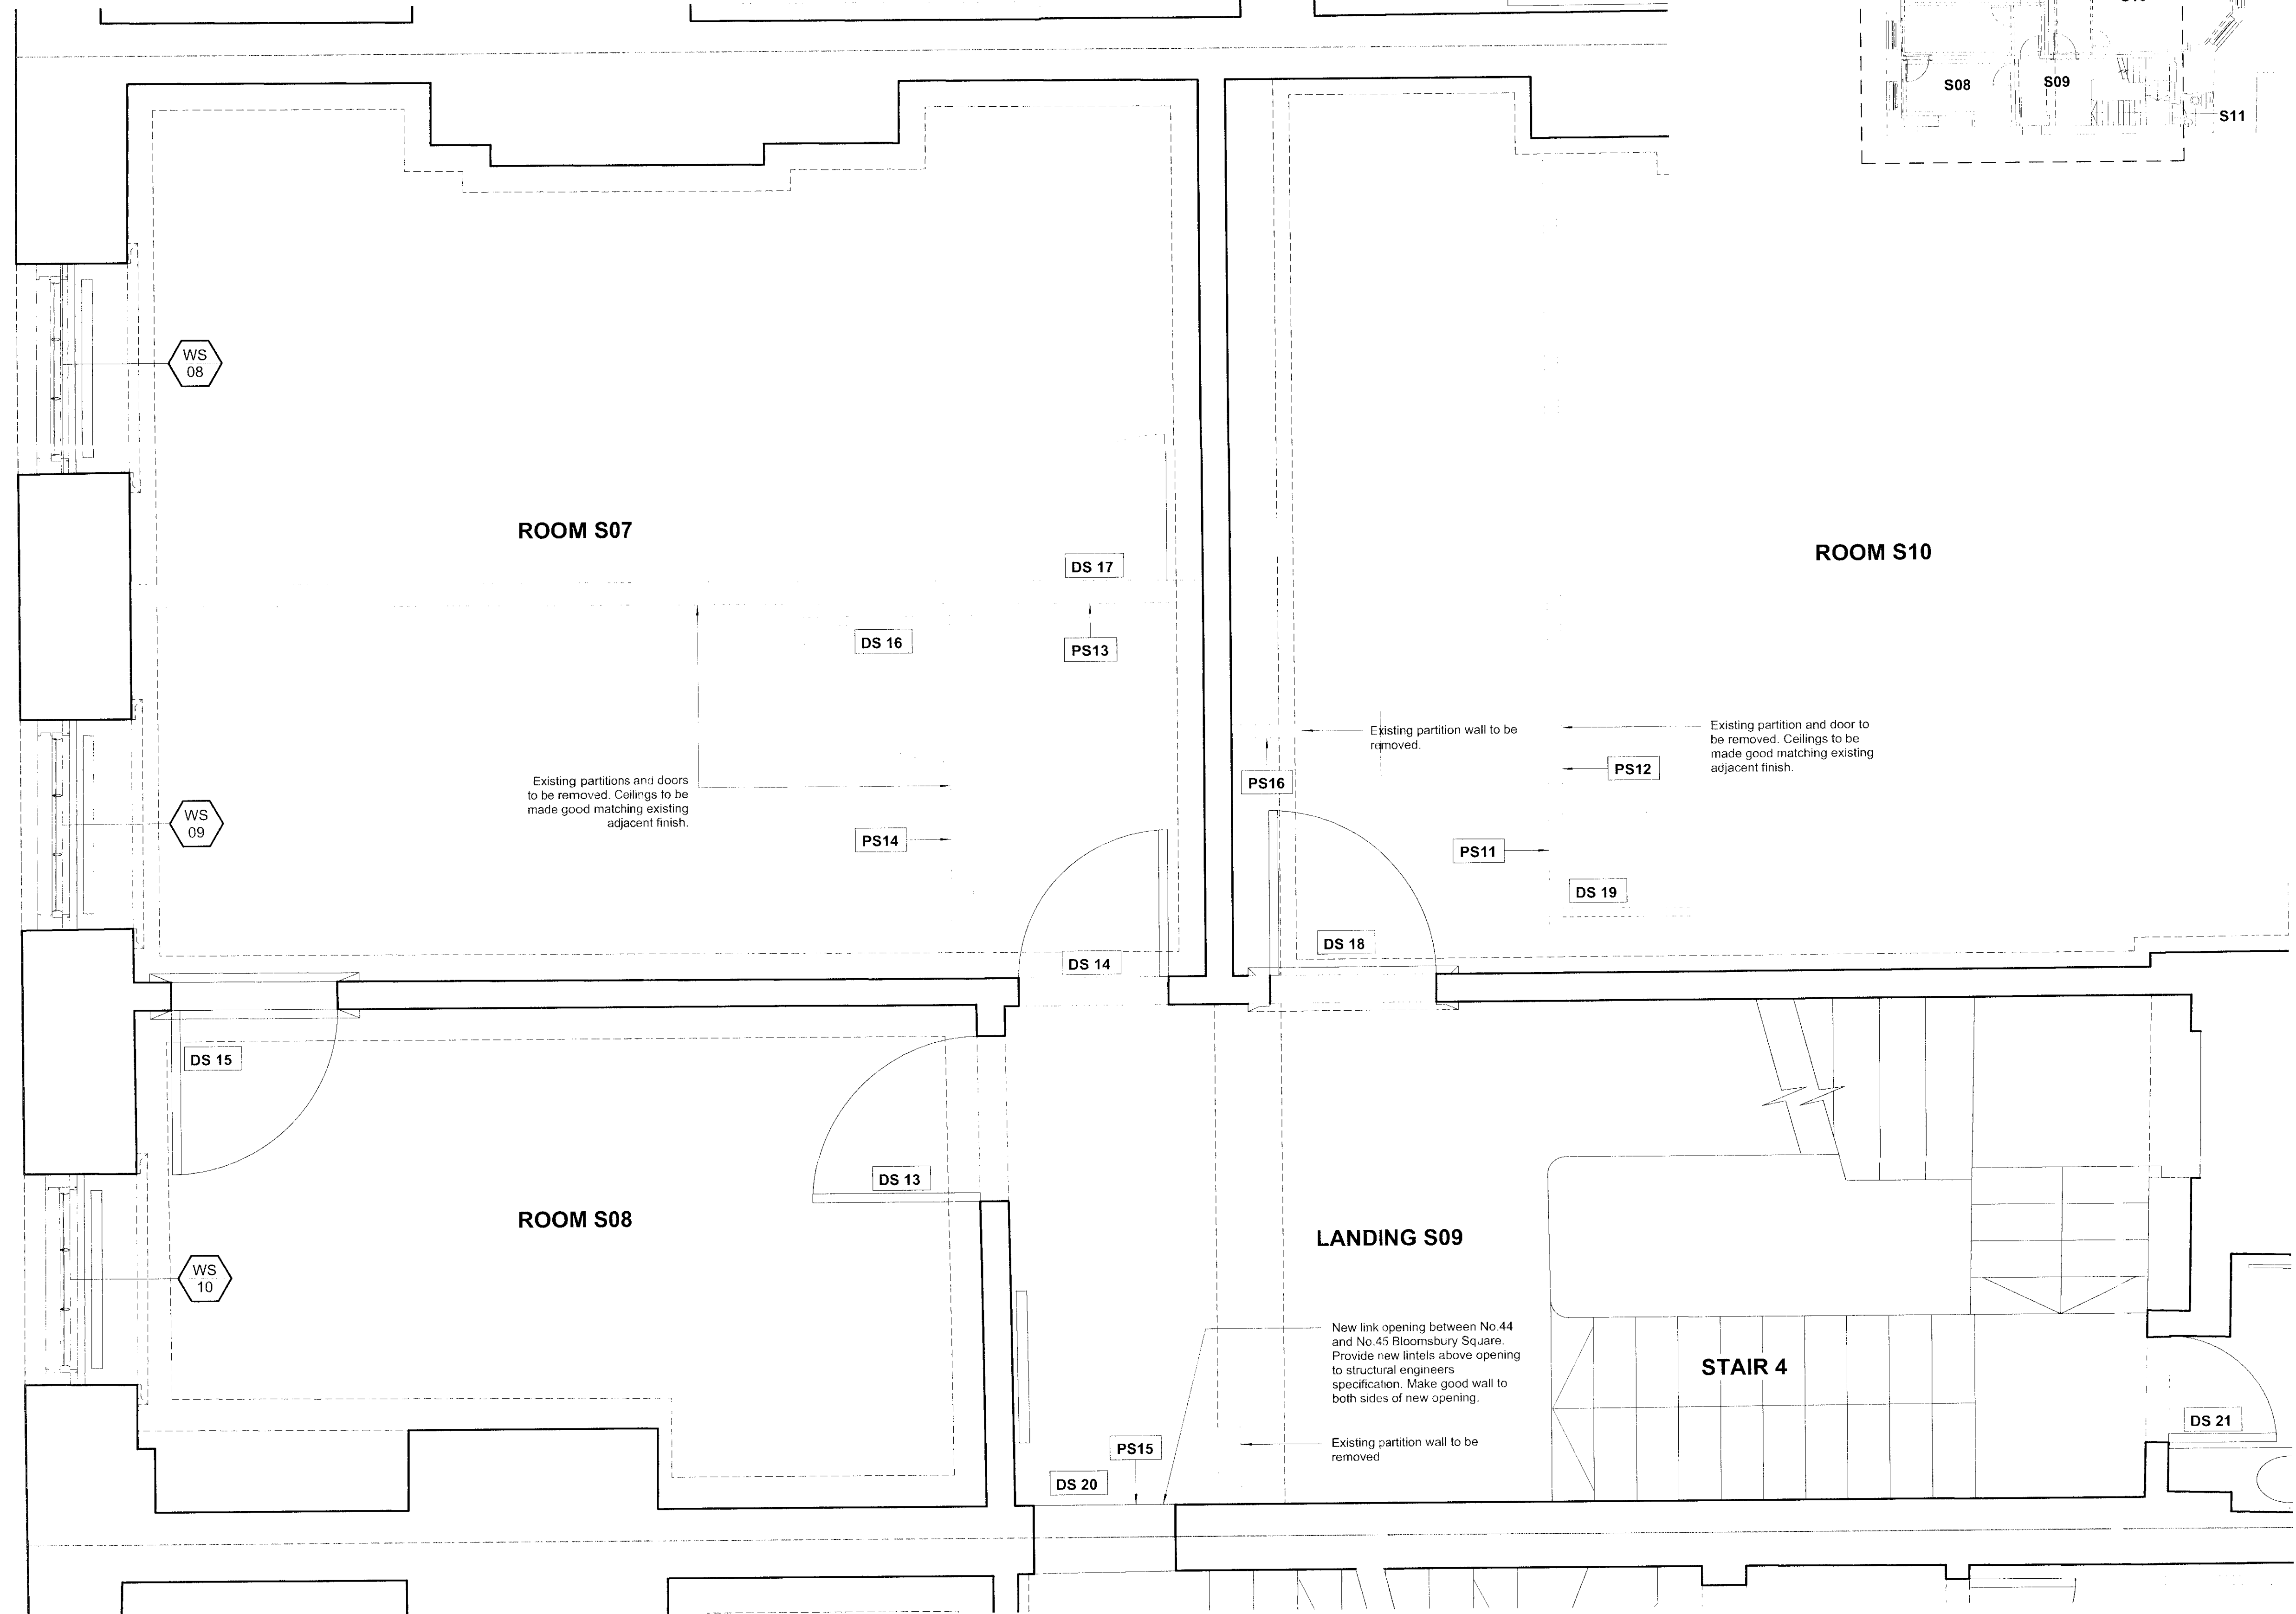 S08
S09
S11
WS
08
ROOM S07
ROOM S10
DS 17
DS 16
PS13
Existing partition wall to be
removed.
Existing partition and door to
be removed. Ceilings to be
made good matching existing
adjacent finish.
PS12
PS16
Existing partitions and doors
to be removed. Ceilings to be
made good matching existing
adjacent finish.
WS
09
PS14
PS11
DS 19
DS 18
DS 14
DS 15
DS 13
ROOM S08
LANDING S09
WS
10
New link opening between No.44
and No.45 Bloomsbury Square.
Provide new lintels above opening
to structural engineers
specification. Make good wall to
both sides of new opening.
STAIR 4
DS 21
PS15
Existing partition wall to be
removed
DS 20